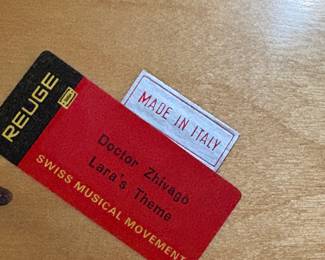 REUGE
MADE IN ITALY
Doctor Zhivago
Lara's Theme
SWISS MUSICAL MOVEMENT